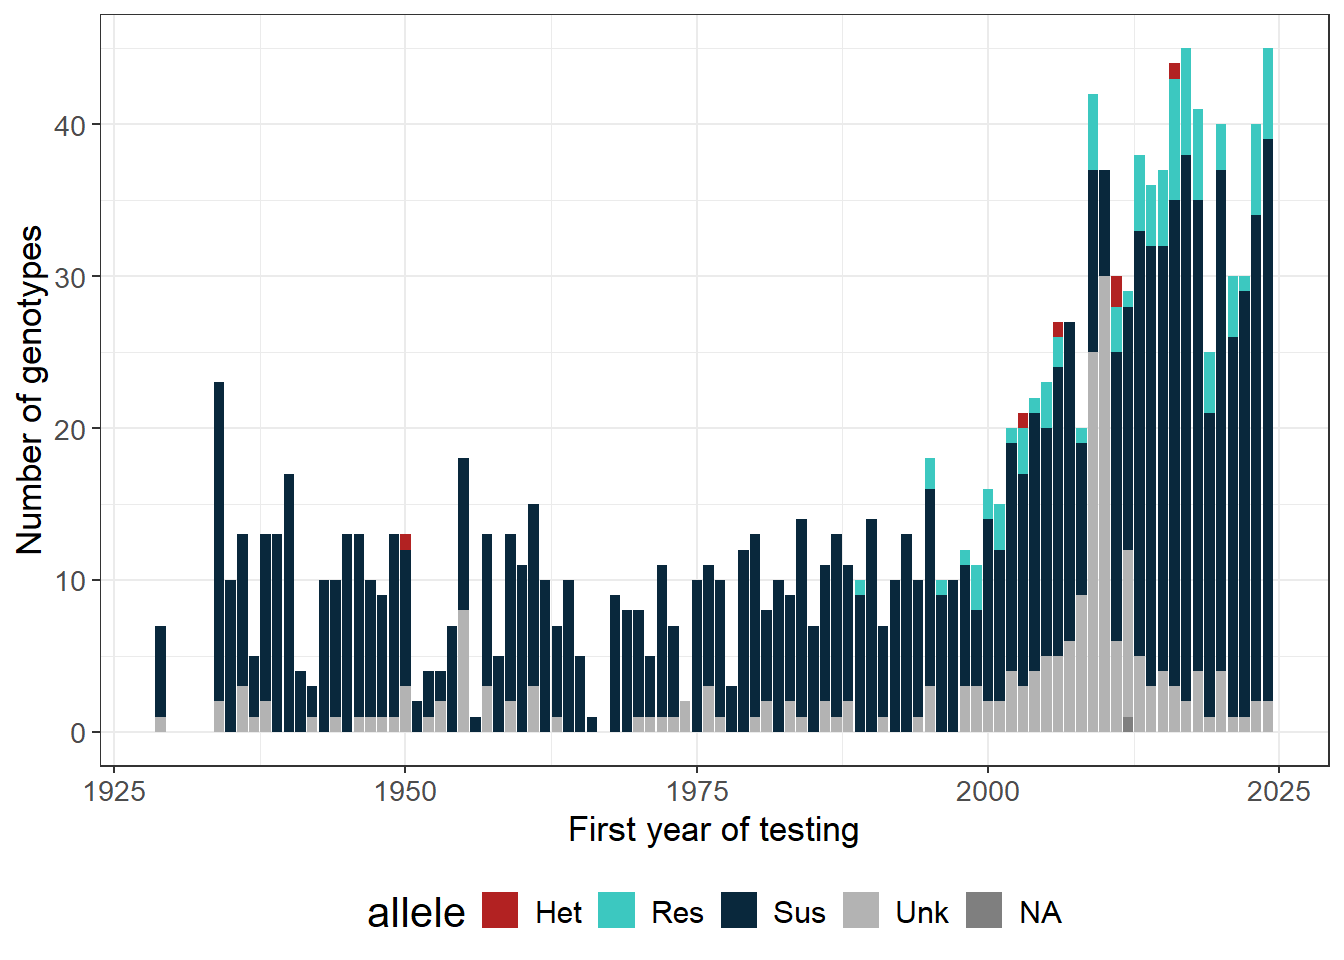 Number of genotypes
40
30
20
10
0
1925 1950 1975 2000 2025
First year of testing
allele Het Res Sus Unk NA